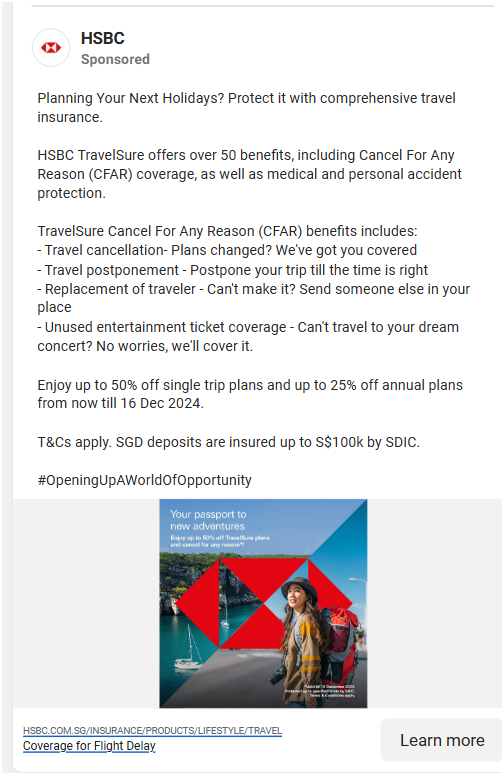 HSBC
Sponsored
Planning Your Next Holidays? Protect it with comprehensive travel
insurance.
HSBC TravelSure offers over 50 benefits, including Cancel For Any
Reason (CFAR) coverage, as well as medical and personal accident
protection.
TravelSure Cancel For Any Reason (CFAR) benefits includes:
- Travel cancellation- Plans changed? We've got you covered
- Travel postponement - Postpone your trip till the time is right
- Replacement of traveler - Can't make it? Send someone else in your
place
- Unused entertainment ticket coverage - Can't travel to your dream
concert? No worries, we'll cover it.
Enjoy up to 50% off single trip plans and up to 25% off annual plans
from now till 16 Dec 2024.
T&Cs apply. SGD deposits are insured up to S$100k by SDIC.
#OpeningUpAWorldOfOpportunity
Your passport to
new adventures
Enjoy up to 50% off TravelSure plans
and cancel for any reason*!
16 December 2024
Terms & Conditions apply.
HSBC.COM.SG/INSURANCE/PRODUCTS/LIFESTYLE/TRAVEL
Coverage for Flight Delay
Learn more